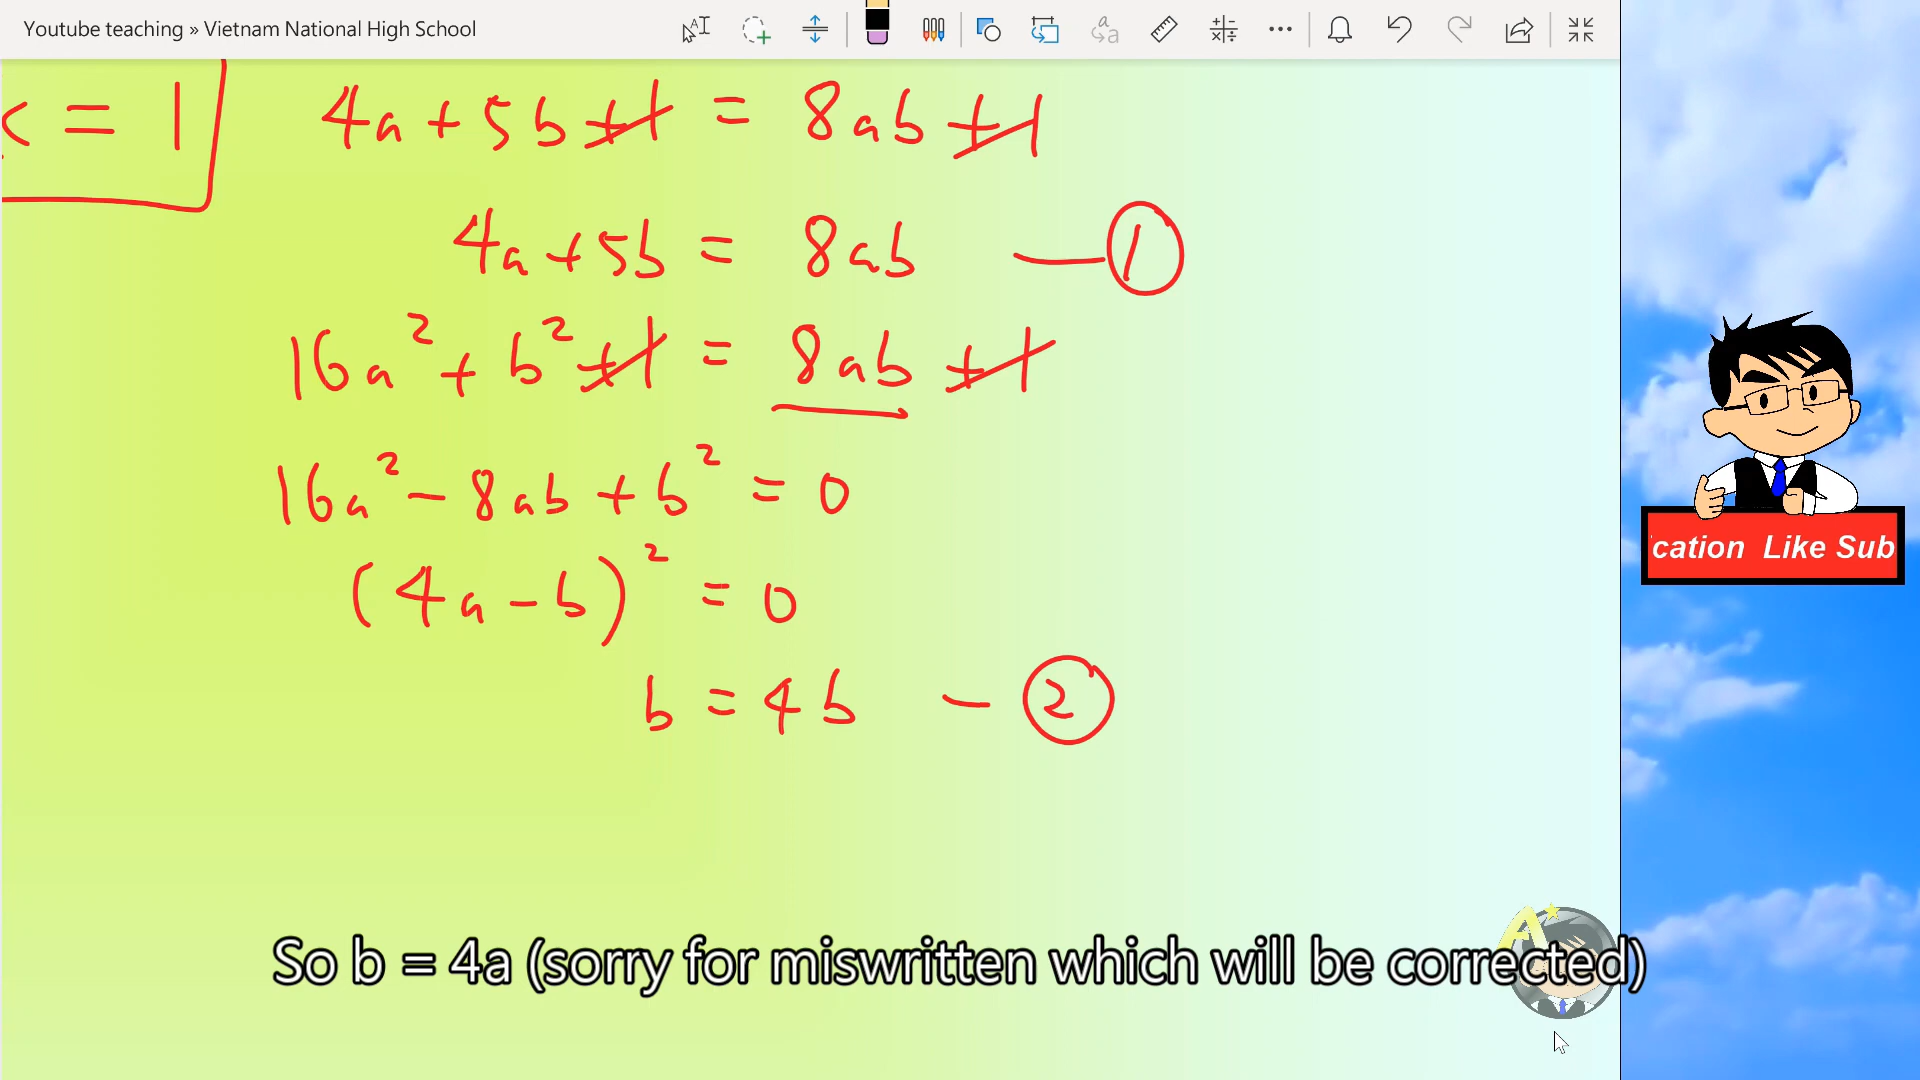 Youtube teaching » Vietnam National High School
= 1
4a + 5b + 1 = 8ab + 1
4a + 5b = 8ab — ①
16a² + b² + 1 = 8ab + 1
16a² - 8ab + b² = 0
(4a - b)² = 0
b = 4b - ②
cation Like Sub
So b = 4a (sorry for miswritten which will be corrected)